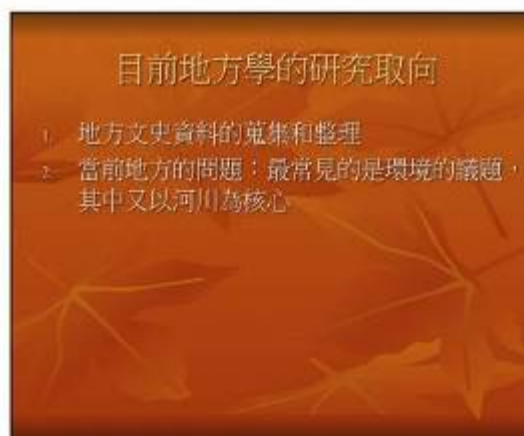 目前地方學的研究取向
1. 地方文史資料的蒐集和整理
2. 當前地方的問題：最常見的是環境的議題，
其中又以河川為核心